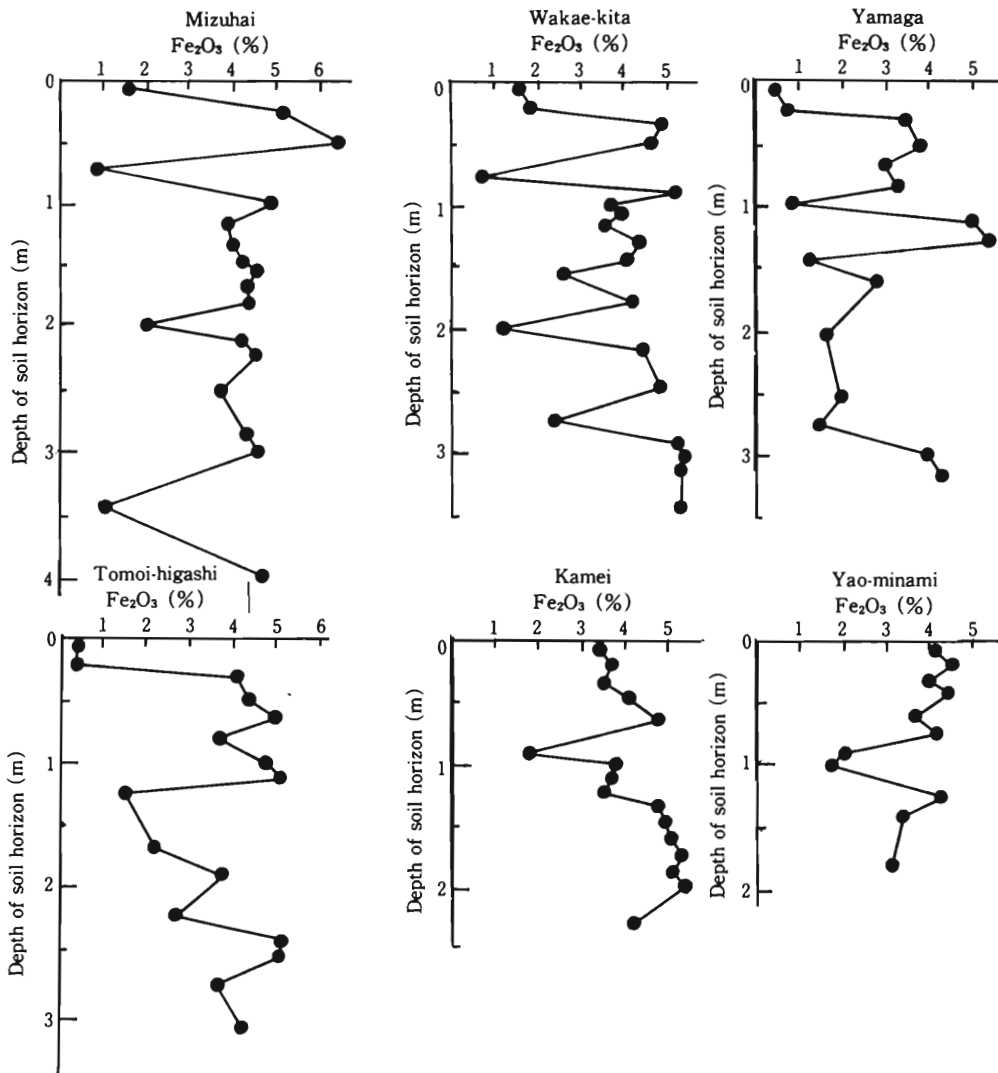 Mizuhai
Fe₂O₃ (%)
1 2 3 4 5 6
0
1
2
3
4
Depth of soil horizon (m)
Wakae-kita
Fe₂O₃ (%)
1 2 3 4 5
0
1
2
3
Depth of soil horizon (m)
Yamaga
Fe₂O₃ (%)
1 2 3 4 5
0
1
2
3
Depth of soil horizon (m)
Tomoi-higashi
Fe₂O₃ (%)
1 2 3 4 5 6
0
1
2
3
Depth of soil horizon (m)
Kamei
Fe₂O₃ (%)
1 2 3 4 5
0
1
2
Depth of soil horizon (m)
Yao-minami
Fe₂O₃ (%)
1 2 3 4 5
0
1
2
Depth of soil horizon (m)